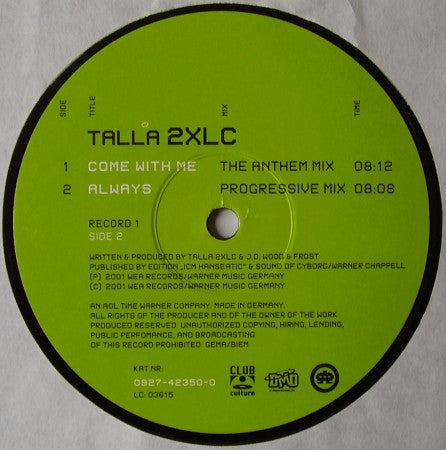 SIDE TITLE MIX TIME
TALLA 2XLC
1 COME WITH ME THE ANTHEM MIX 08:12
2 ALWAYS PROGRESSIVE MIX 08:08
RECORD 1
SIDE 2
WRITTEN & PRODUCED BY TALLA 2XLC & J.D. WOOD & FROST
PUBLISHED BY EDITION „ICM HANSEATIC" & SOUND OF CYBORG/WARNER CHAPPELL
(P) 2001 WEA RECORDS/WARNER MUSIC GERMANY
(C) 2001 WEA RECORDS/WARNER MUSIC GERMANY
AN AOL TIME WARNER COMPANY. MADE IN GERMANY.
ALL RIGHTS OF THE PRODUCER AND OF THE OWNER OF THE WORK
PRODUCED RESERVED. UNAUTHORIZED COPYING, HIRING, LENDING,
PUBLIC PERFOMANCE, AND BROADCASTING
OF THIS RECORD PROHIBITED. GEMA/BIEM
KAT.NR:
0927-42350-0
LC: 03615
CLUB
culture
DMD